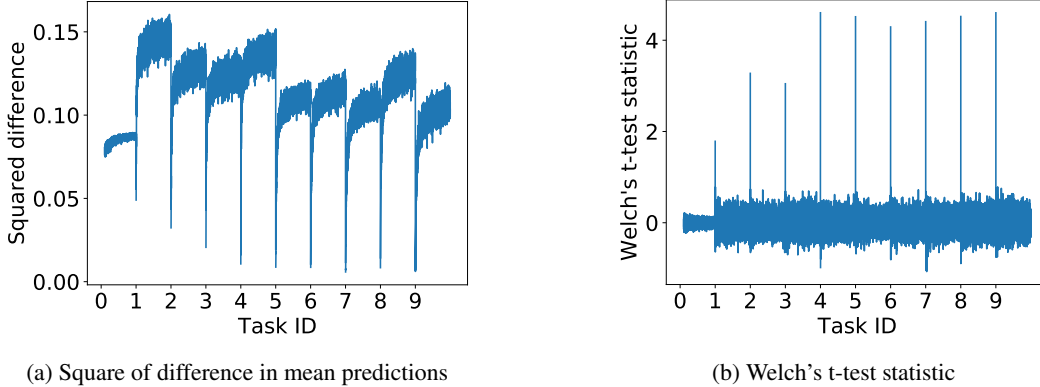 Squared difference
0.15
0.10
0.05
0.00
0 1 2 3 4 5 6 7 8 9
Task ID
(a) Square of difference in mean predictions
Welch's t-test statistic
4
2
0
0 1 2 3 4 5 6 7 8 9
Task ID
(b) Welch's t-test statistic